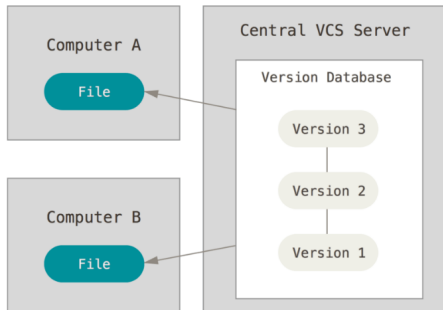 Computer A
File
Computer B
File
Central VCS Server
Version Database
Version 3
Version 2
Version 1